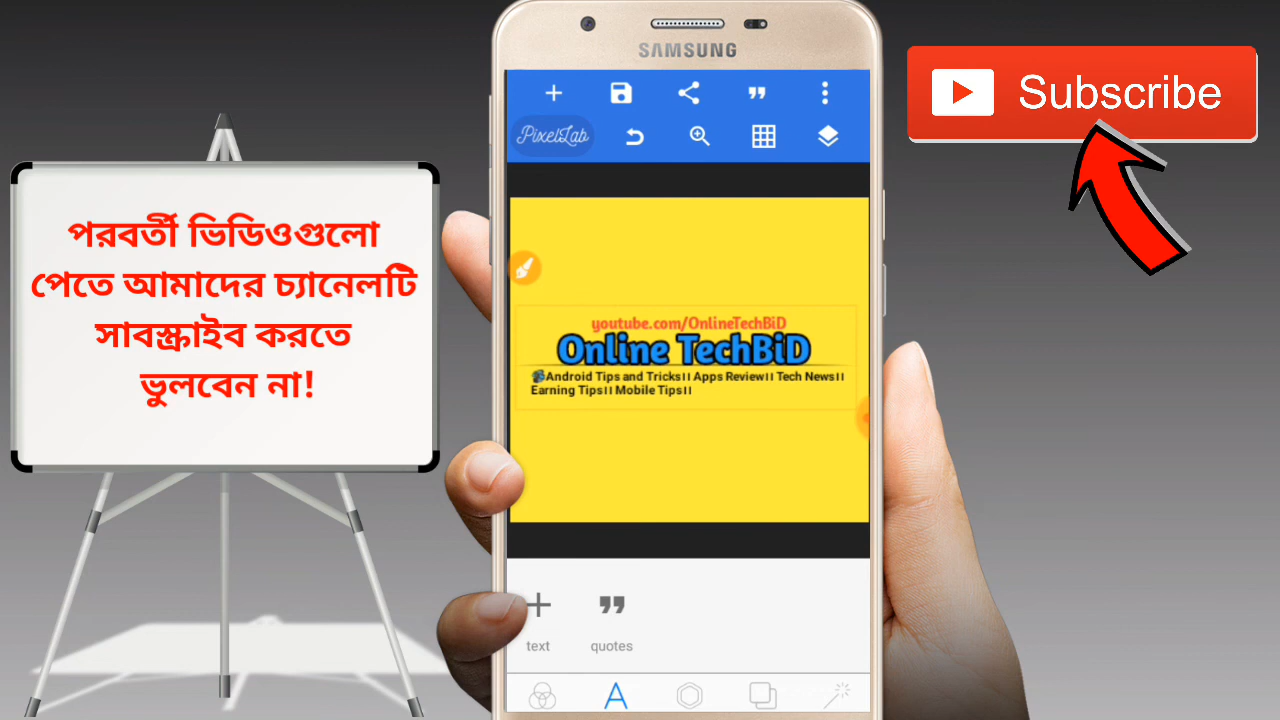 SAMSUNG
PixelLab
Subscribe
পরবর্তী ভিডিওগুলো
পেতে আমাদের চ্যানেলটি
সাবস্ক্রাইব করতে
ভুলবেন না!
youtube.com/OnlineTechBiD
Online TechBiD
Android Tips and Tricks।। Apps Review।। Tech News।।
Earning Tips।। Mobile Tips।।
text
quotes